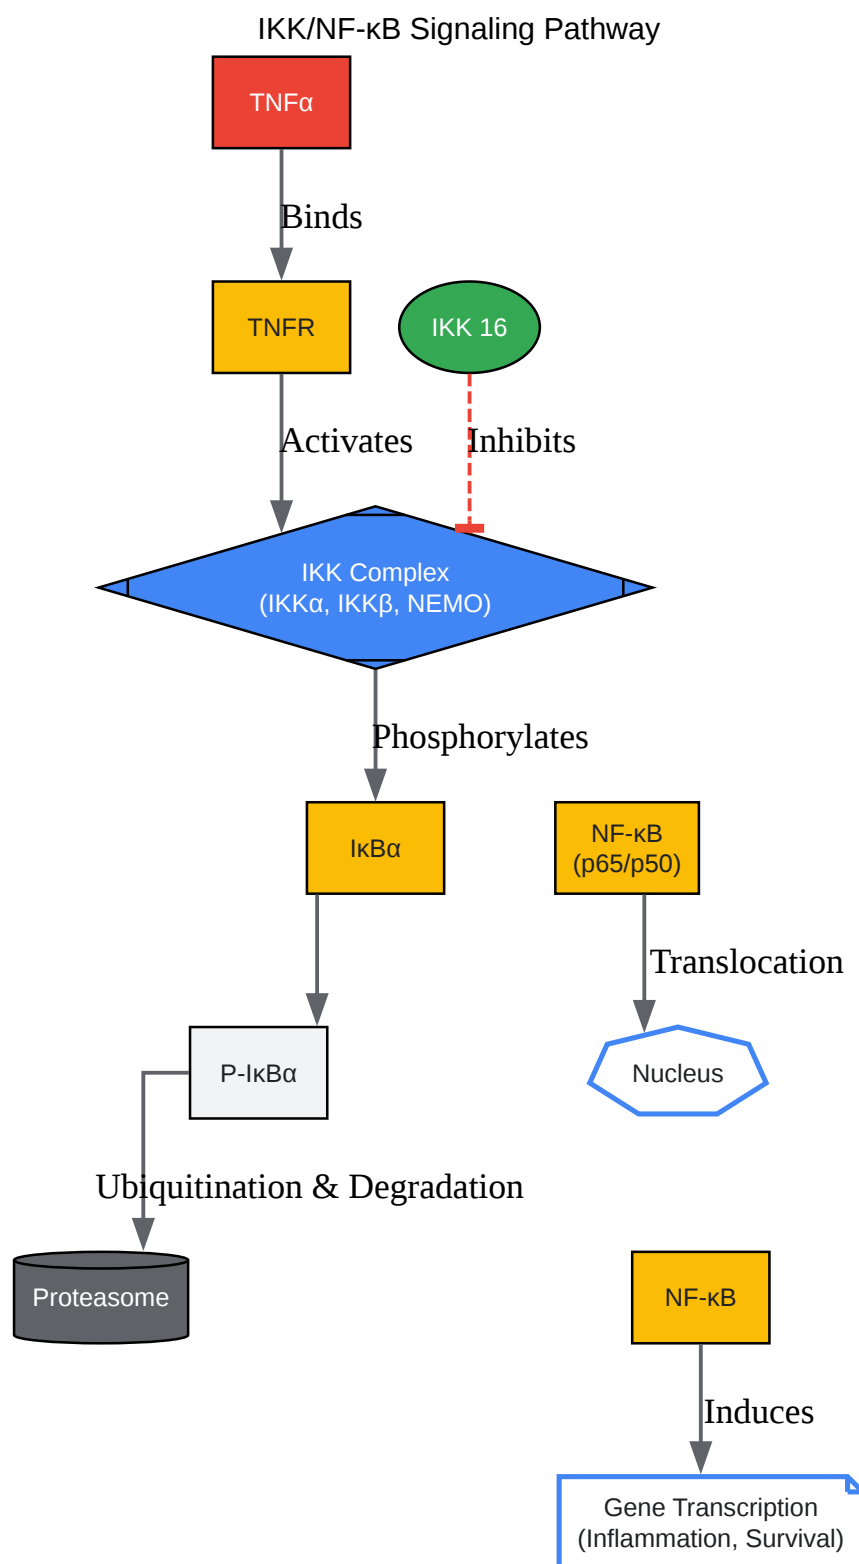 IKK/NF-κB Signaling Pathway
TNFα
Binds
TNFR
IKK 16
Activates
Inhibits
IKK Complex
(IKKα, IKKβ, NEMO)
Phosphorylates
IκBα
NF-κB
(p65/p50)
Translocation
P-IκBα
Nucleus
Ubiquitination & Degradation
Proteasome
NF-κB
Induces
Gene Transcription
(Inflammation, Survival)